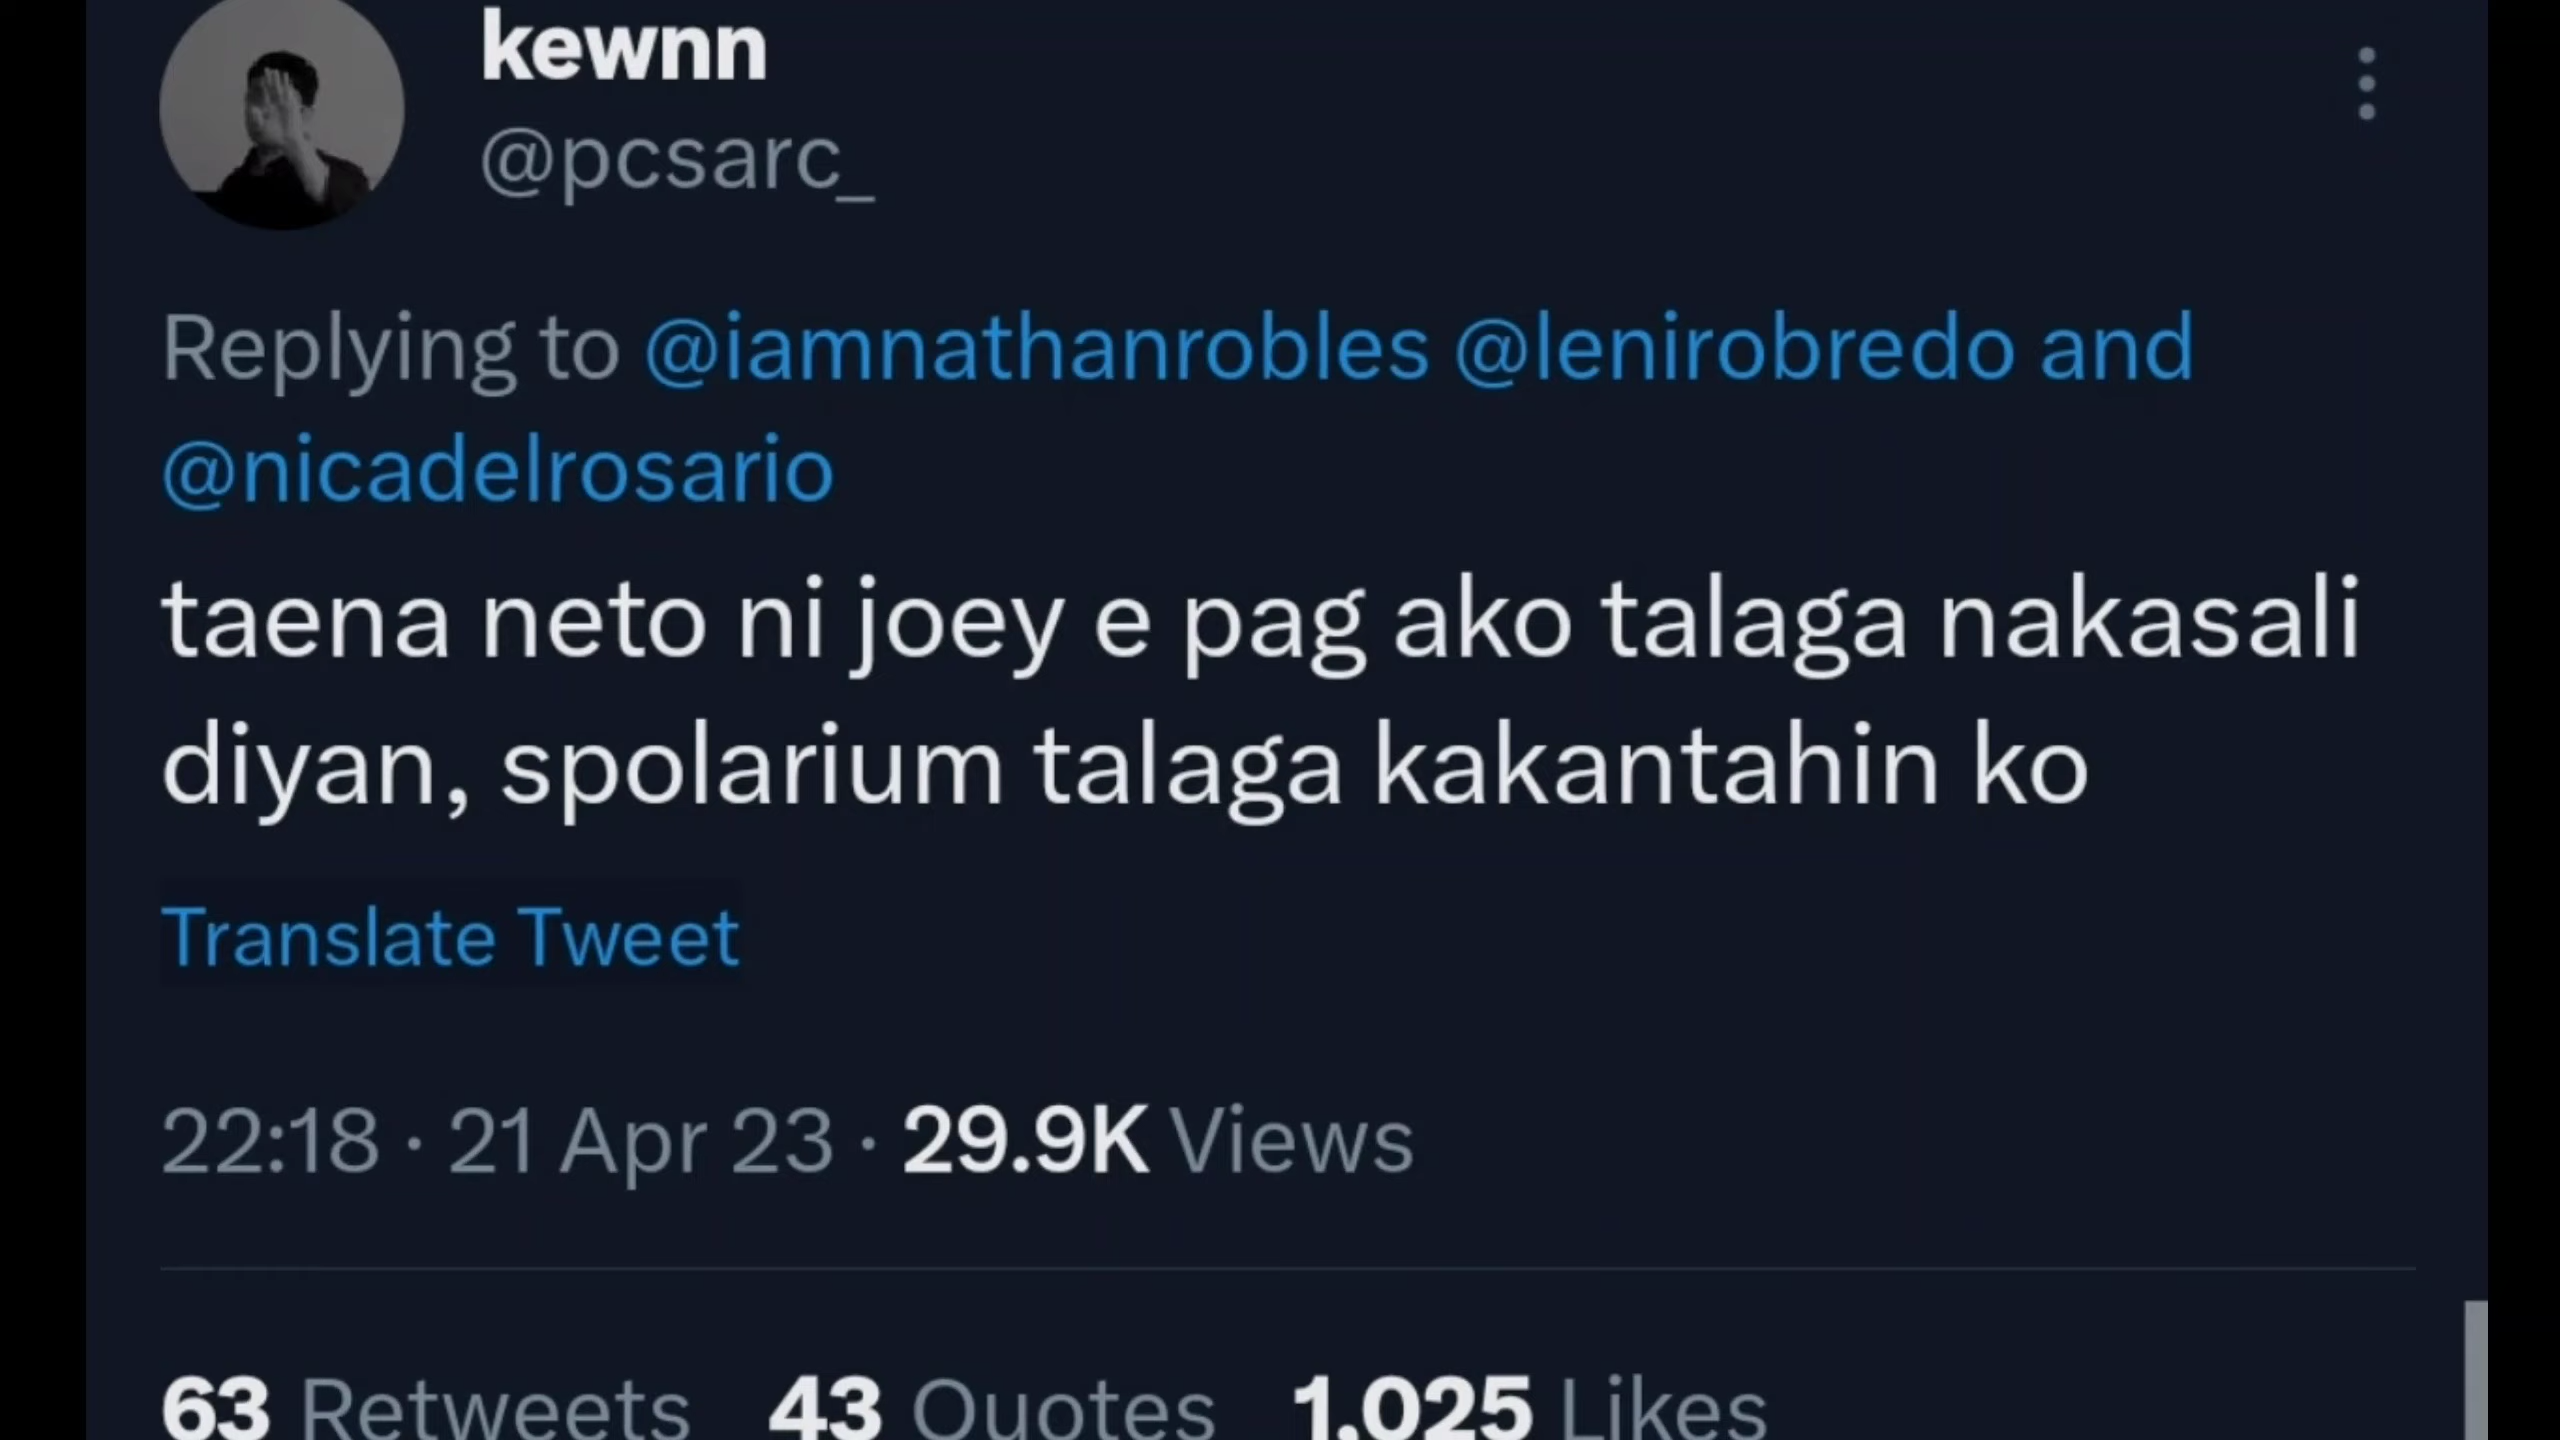 kewnn
@pcsarc_
Replying to @iamnathanrobles @lenirobredo and
@nicadelrosario
taena neto ni joey e pag ako talaga nakasali
diyan, spolarium talaga kakantahin ko
Translate Tweet
22:18 · 21 Apr 23 · 29.9K Views
63 Retweets 43 Quotes 1,025 Likes